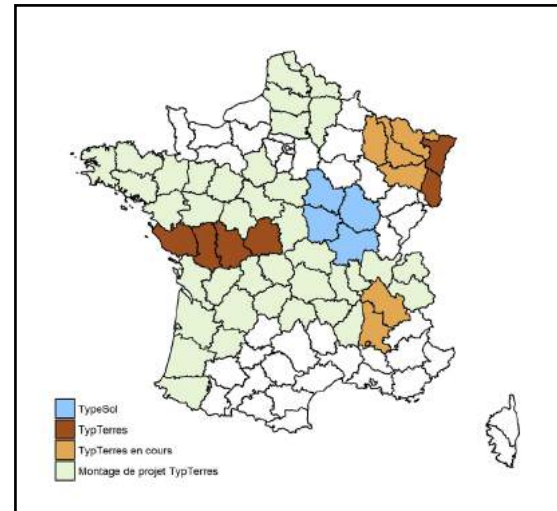 TypeSol
TypTerres
TypTerres en cours
Montage de projet TypTerres